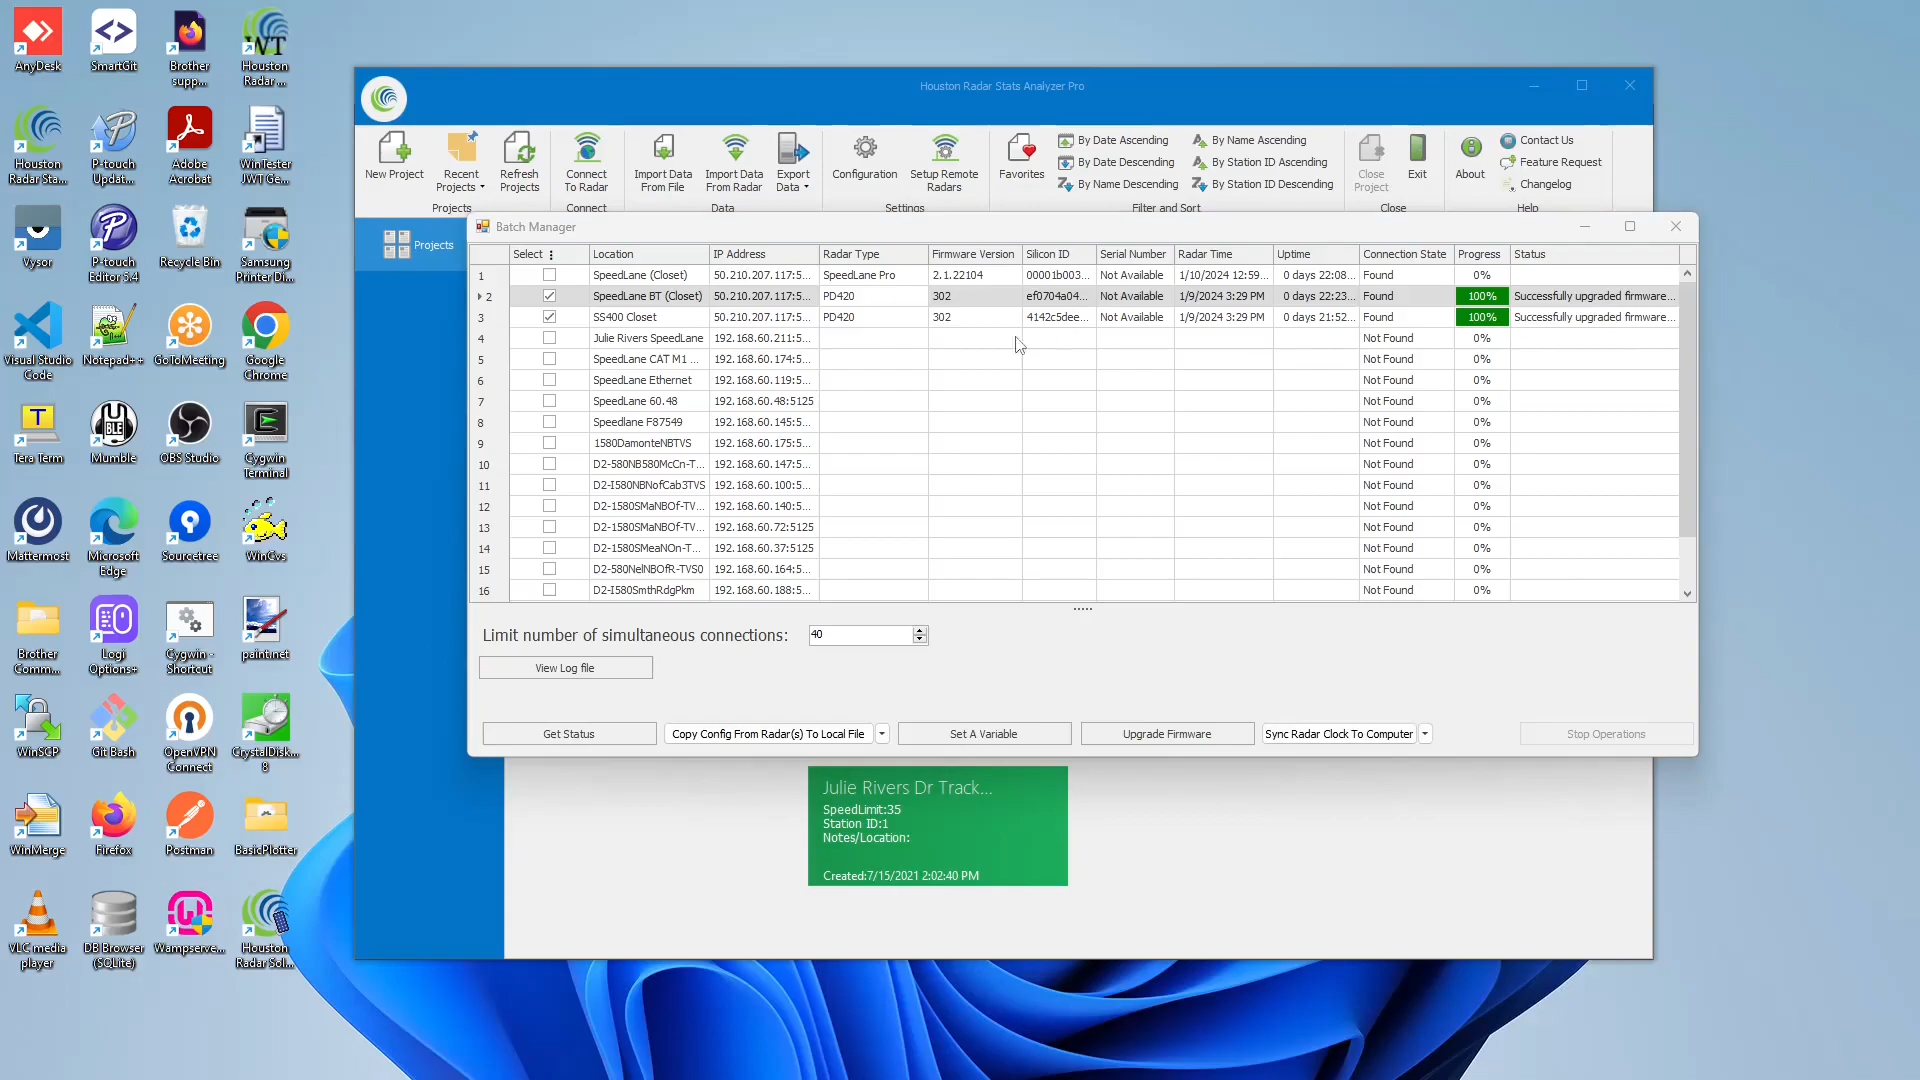 AnyDesk
SmartGit
Brother
supp...
Houston
Radar ...
Houston
Radar Sta...
P-touch
Updat...
Adobe
Acrobat
WinTester
JWT Ge...
Vysor
P-touch
Editor 5.4
Recycle Bin
Samsung
Printer Di...
Visual Studio
Code
Notepad++
GoToMeeting
Google
Chrome
Tera Term
Mumble
OBS Studio
Cygwin
Terminal
Mattermost
Microsoft
Edge
Sourcetree
WinCvs
Brother
Comm...
Logi
Options+
Cygwin -
Shortcut
paint.net
WinSCP
Git Bash
OpenVPN
Connect
CrystalDisk...
8
WinMerge
Firefox
Postman
BasicPlotter
VLC media
player
DB Browser
(SQLite)
Wampserve...
Houston
Radar Sol...
Houston Radar Stats Analyzer Pro
New Project
Recent
Projects
Refresh
Projects
Projects
Connect
To Radar
Connect
Import Data
From File
Import Data
From Radar
Export
Data
Data
Configuration
Setup Remote
Radars
Settings
Favorites
By Date Ascending
By Date Descending
By Name Descending
By Name Ascending
By Station ID Ascending
By Station ID Descending
Filter and Sort
Close
Project
Exit
Close
About
Contact Us
Feature Request
Changelog
Help
Projects
Batch Manager
Select Location IP Address Radar Type Firmware Version Silicon ID Serial Number Radar Time Uptime Connection State Progress Status
1 SpeedLane (Closet) 50.210.207.117:5... SpeedLane Pro 2.1.22104 00001b003... Not Available 1/10/2024 12:59... 0 days 22:08... Found 0%
2 SpeedLane BT (Closet) 50.210.207.117:5... PD420 302 ef0704a04... Not Available 1/9/2024 3:29 PM 0 days 22:23... Found 100% Successfully upgraded firmware...
3 SS400 Closet 50.210.207.117:5... PD420 302 4142c5dee... Not Available 1/9/2024 3:29 PM 0 days 21:52... Found 100% Successfully upgraded firmware...
4 Julie Rivers SpeedLane 192.168.60.211:5... Not Found 0%
5 SpeedLane CAT M1 ... 192.168.60.174:5... Not Found 0%
6 SpeedLane Ethernet 192.168.60.119:5... Not Found 0%
7 SpeedLane 60.48 192.168.60.48:5125 Not Found 0%
8 Speedlane F87549 192.168.60.145:5... Not Found 0%
9 1580DamonteNBTVS 192.168.60.175:5... Not Found 0%
10 D2-580NB580McCn-T... 192.168.60.147:5... Not Found 0%
11 D2-I580NBNofCab3TVS 192.168.60.100:5... Not Found 0%
12 D2-1580SMaNBOf-TV... 192.168.60.140:5... Not Found 0%
13 D2-1580SMaNBOf-TV... 192.168.60.72:5125 Not Found 0%
14 D2-1580SMeaNOn-T... 192.168.60.37:5125 Not Found 0%
15 D2-580NelNBOfR-TVS0 192.168.60.164:5... Not Found 0%
16 D2-I580SmthRdgPkm 192.168.60.188:5... Not Found 0%
Limit number of simultaneous connections: 40
View Log file
Get Status
Copy Config From Radar(s) To Local File
Set A Variable
Upgrade Firmware
Sync Radar Clock To Computer
Stop Operations
Julie Rivers Dr Track...
SpeedLimit:35
Station ID:1
Notes/Location:
Created:7/15/2021 2:02:40 PM